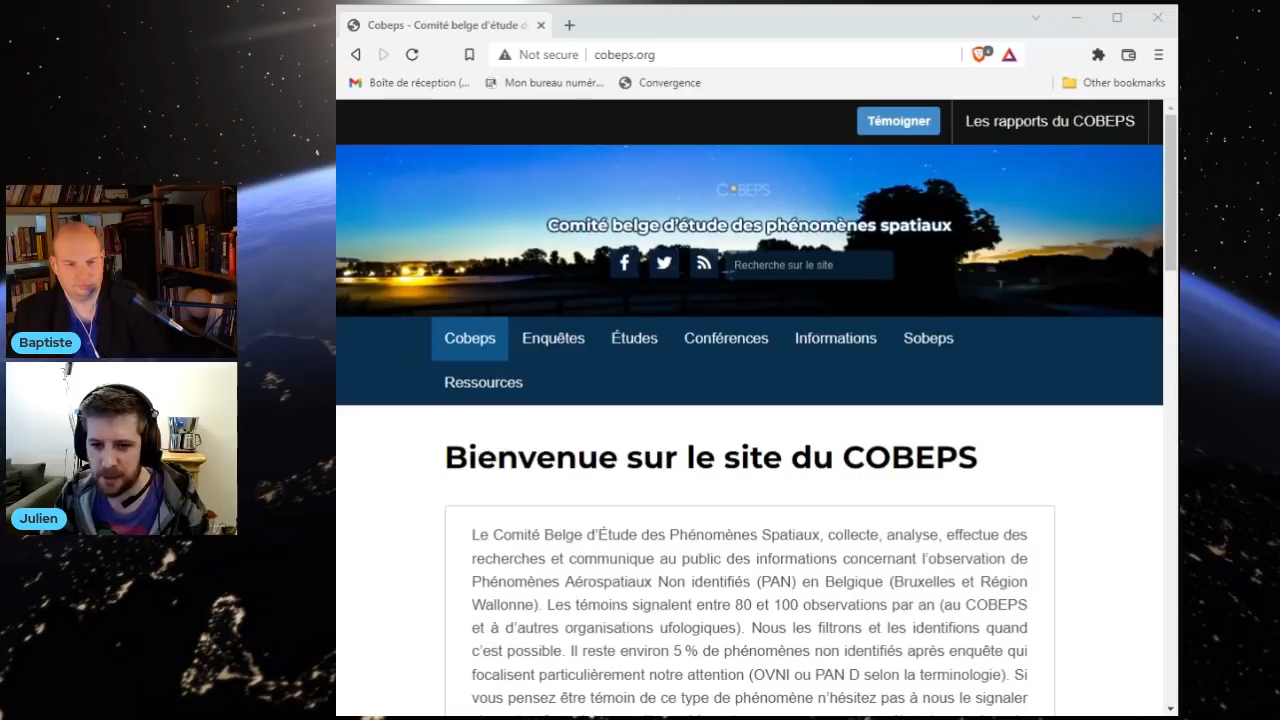 Cobeps - Comité belge d'étude d
Not secure
cobeps.org
4
Boîte de réception (...
Mon bureau numér...
Convergence
Other bookmarks
Témoigner
Les rapports du COBEPS
COBEPS
Comité belge d'étude des phénomènes spatiaux
Recherche sur le site
Cobeps
Enquêtes
Études
Conférences
Informations
Sobeps
Ressources
Baptiste
Julien
Bienvenue sur le site du COBEPS
Le Comité Belge d'Étude des Phénomènes Spatiaux, collecte, analyse, effectue des
recherches et communique au public des informations concernant l'observation de
Phénomènes Aérospatiaux Non identifiés (PAN) en Belgique (Bruxelles et Région
Wallonne). Les témoins signalent entre 80 et 100 observations par an (au COBEPS
et à d'autres organisations ufologiques). Nous les filtrons et les identifions quand
c'est possible. Il reste environ 5 % de phénomènes non identifiés après enquête qui
focalisent particulièrement notre attention (OVNI ou PAN D selon la terminologie). Si
vous pensez être témoin de ce type de phénomène n'hésitez pas à nous le signaler